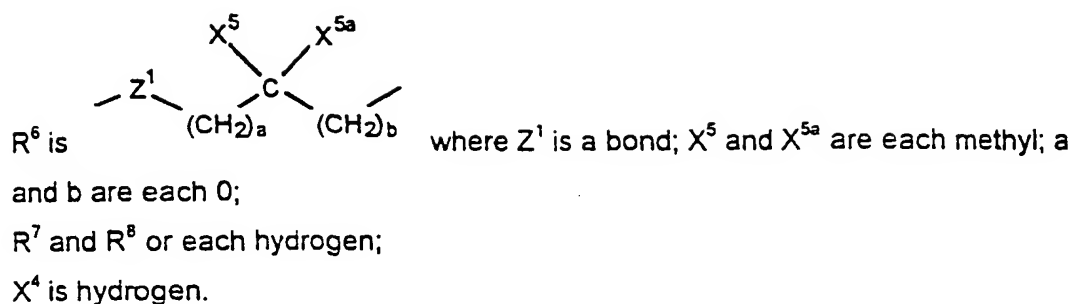 X⁵ X⁵ᵃ
Z¹ C
R⁶ is (CH₂)ₐ (CH₂)b where Z¹ is a bond; X⁵ and X⁵ᵃ are each methyl; a
and b are each 0;
R⁷ and R⁸ or each hydrogen;
X⁴ is hydrogen.